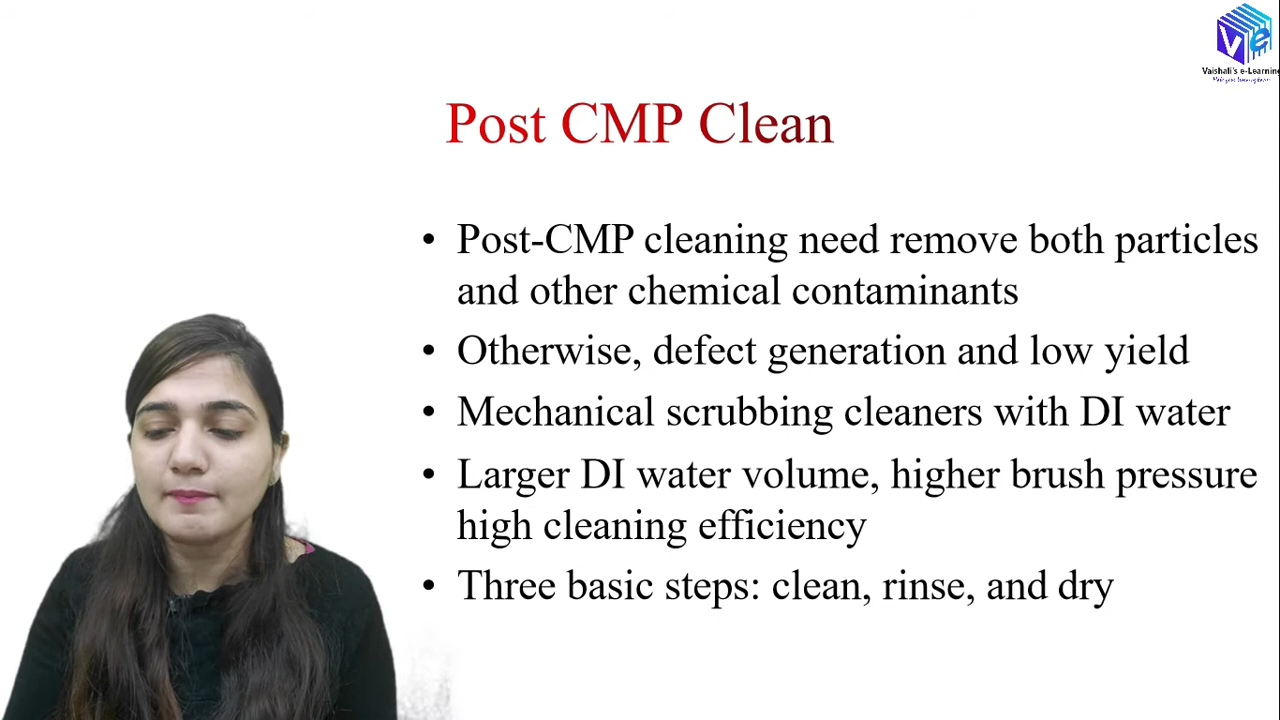 Ve
Vaishali's e-Learning
Post CMP Clean
• Post-CMP cleaning need remove both particles
and other chemical contaminants
• Otherwise, defect generation and low yield
• Mechanical scrubbing cleaners with DI water
• Larger DI water volume, higher brush pressure
high cleaning efficiency
• Three basic steps: clean, rinse, and dry